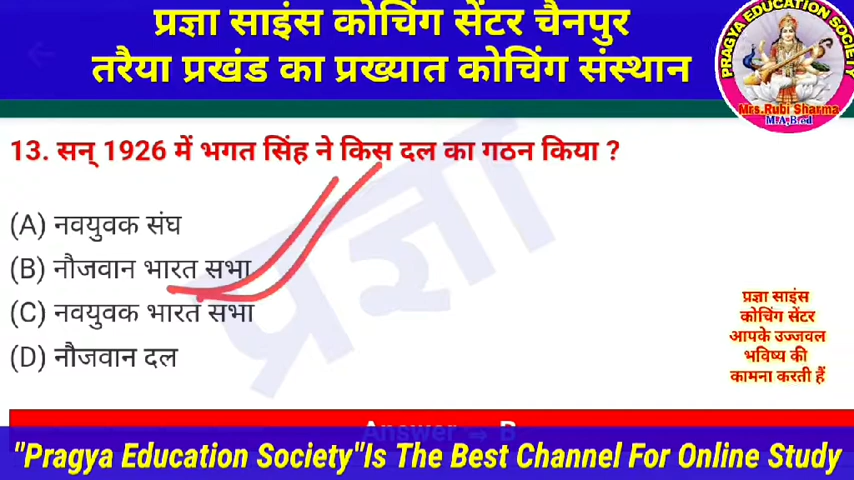 प्रज्ञा साइंस कोचिंग सेंटर चैनपुर
तरैया प्रखंड का प्रख्यात कोचिंग संस्थान
PRAGYA EDUCATION SOCIETY
Mrs.Rubi Sharma
M.A,B.ed
13. सन् 1926 में भगत सिंह ने किस दल का गठन किया ?
(A) नवयुवक संघ
(B) नौजवान भारत सभा
(C) नवयुवक भारत सभा
(D) नौजवान दल
प्रज्ञा
प्रज्ञा साइंस
कोचिंग सेंटर
आपके उज्जवल
भविष्य की
कामना करती हैं
Answer ⇒ B
"Pragya Education Society"Is The Best Channel For Online Study